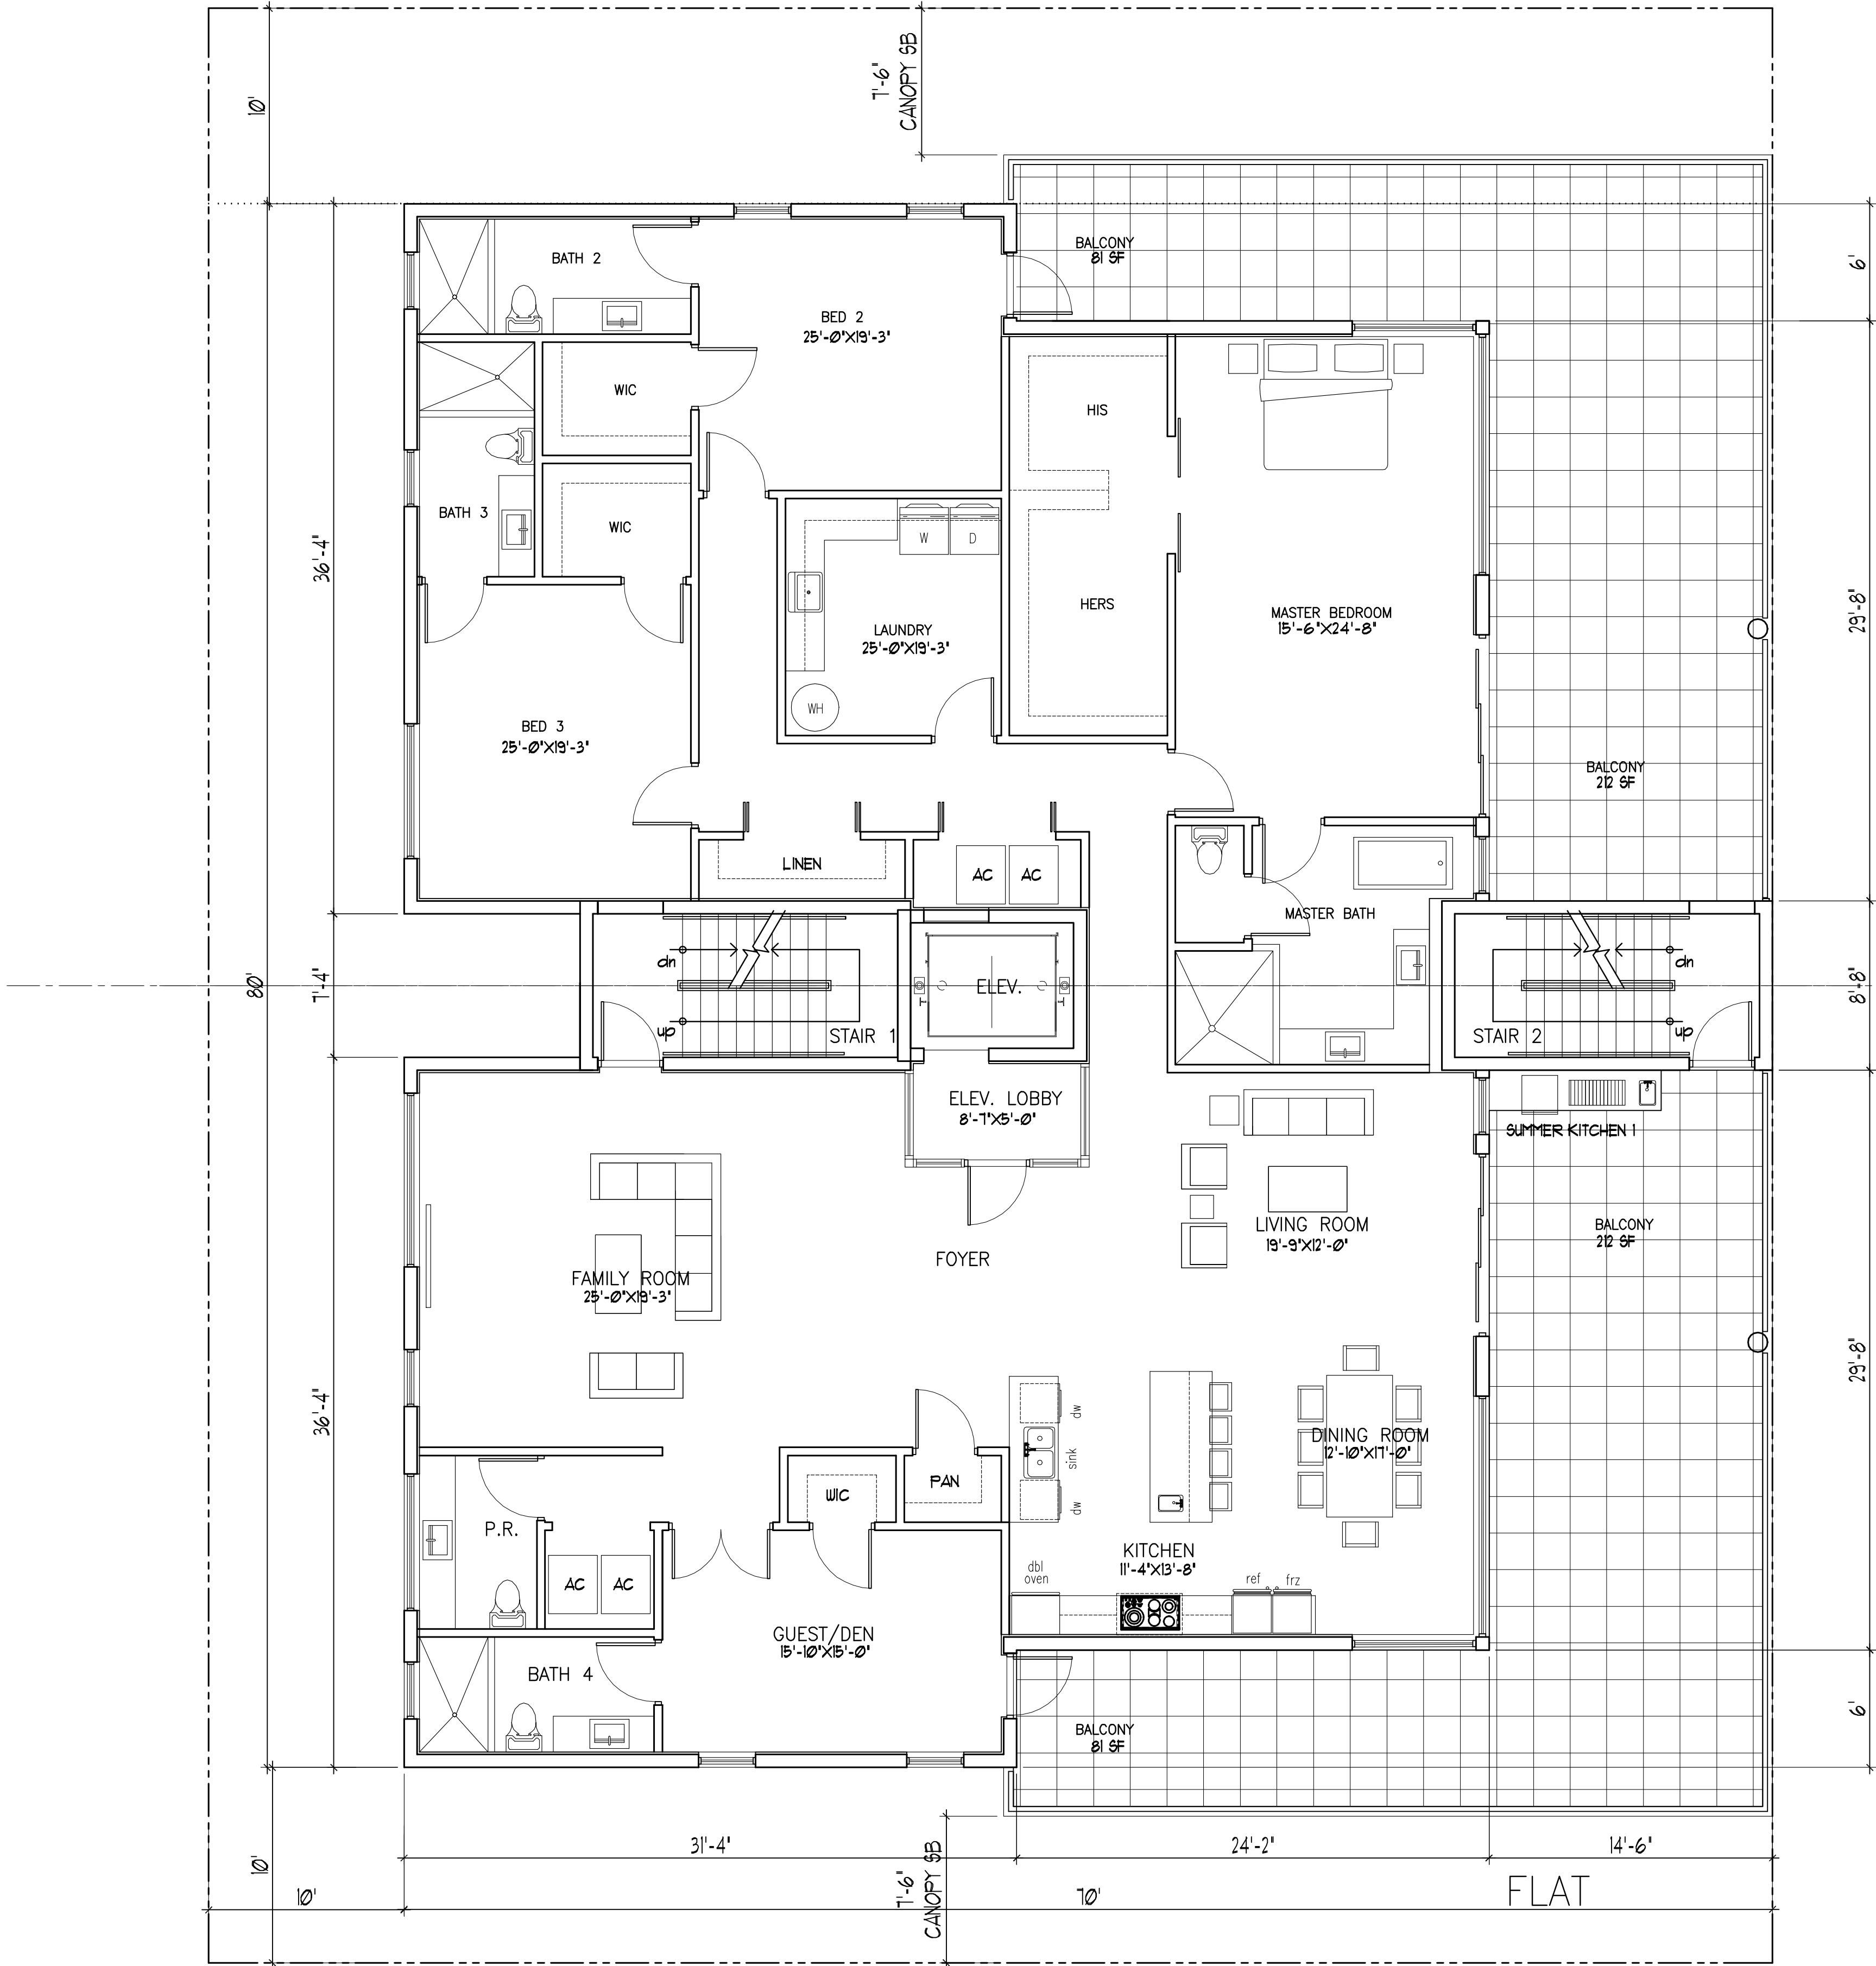 7'-6"
CANOPY SB
10'
BALCONY
81 SF
6'
BATH 2
BED 2
25'-0"X19'-3"
WIC
HIS
BATH 3
WIC
W
D
36'-4"
HERS
MASTER BEDROOM
15'-6"X24'-8"
29'-8"
LAUNDRY
25'-0"X19'-3"
WH
BED 3
25'-0"X19'-3"
BALCONY
212 SF
LINEN
AC
AC
MASTER BATH
dn
dn
80'
7'-4"
ELEV.
8'-8"
up
STAIR 1
STAIR 2
up
ELEV. LOBBY
8'-7"X5'-0"
SUMMER KITCHEN 1
LIVING ROOM
19'-9"X12'-0"
BALCONY
212 SF
FOYER
FAMILY ROOM
25'-0"X19'-3"
29'-8"
36'-4"
dw
sink
dw
DINING ROOM
12'-10"X17'-0"
PAN
WIC
P.R.
KITCHEN
11'-4"X13'-8"
dbl
oven
ref
frz
AC
AC
GUEST/DEN
15'-10"X15'-0"
BATH 4
BALCONY
81 SF
6'
31'-4"
24'-2"
14'-6"
10'
10'
7'-6"
CANOPY SB
70'
FLAT